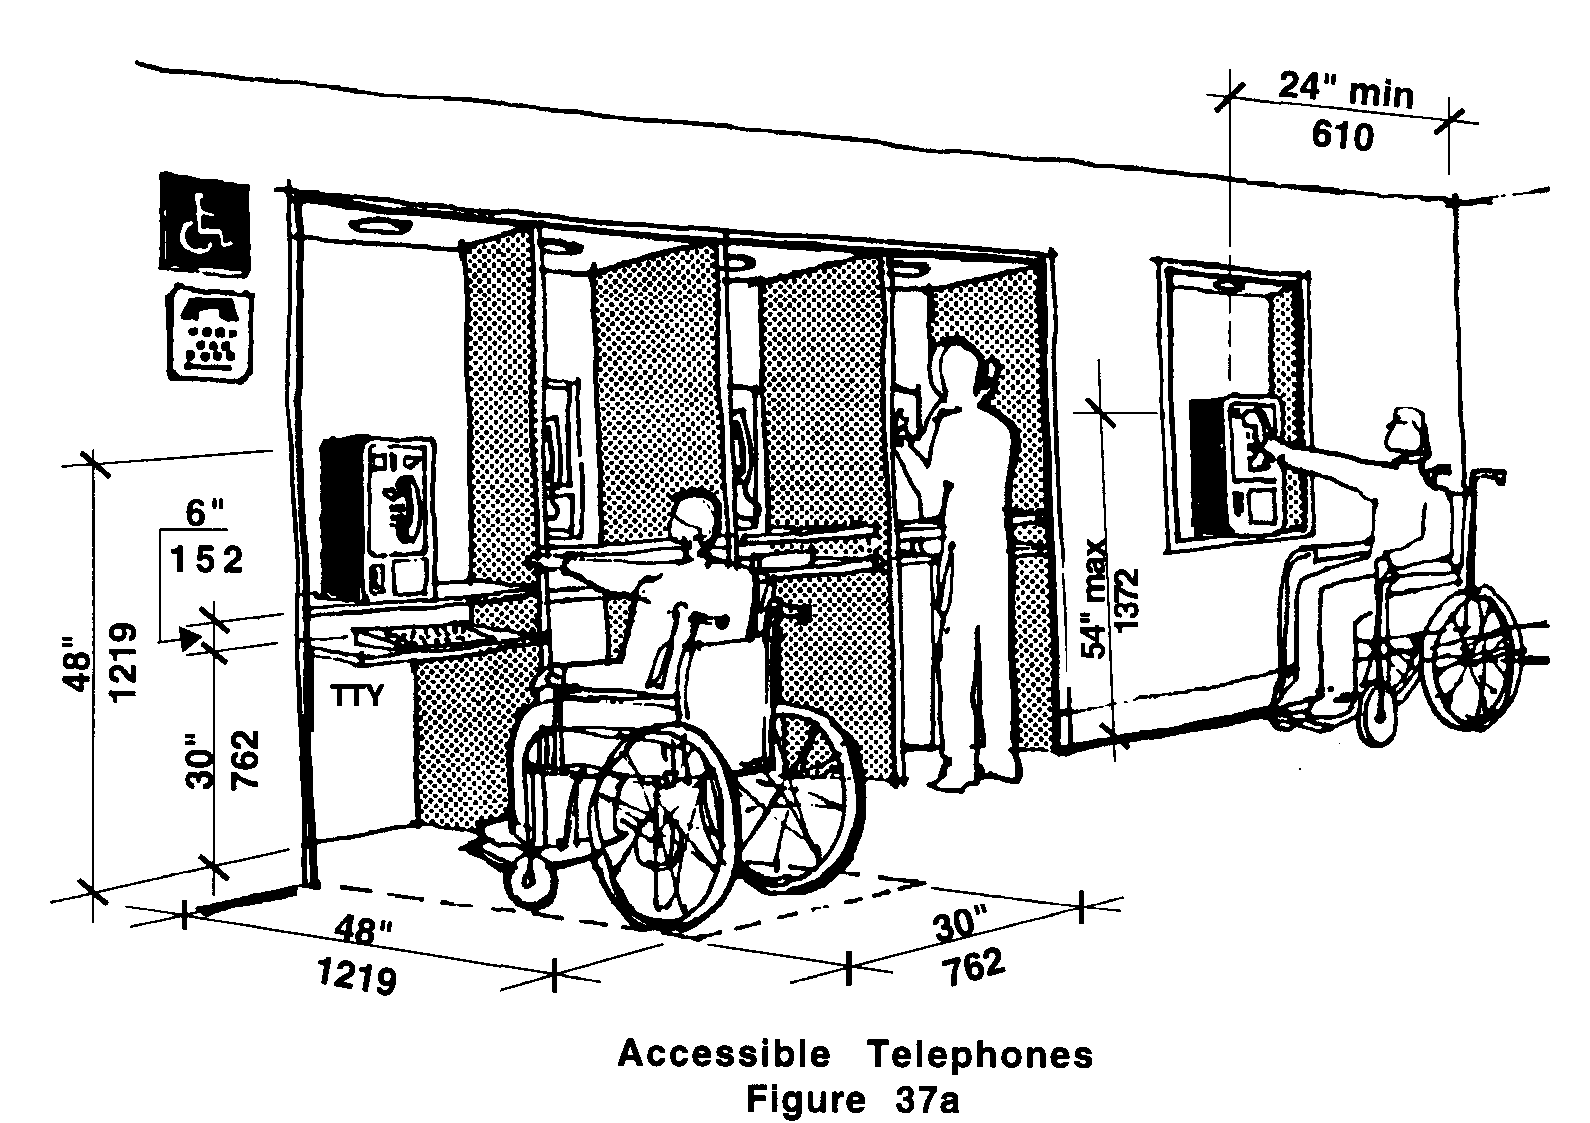 24" min
610
6"
152
48"
1219
30"
762
TTY
54" max
1372
48"
1219
30"
762
Accessible Telephones
Figure 37a